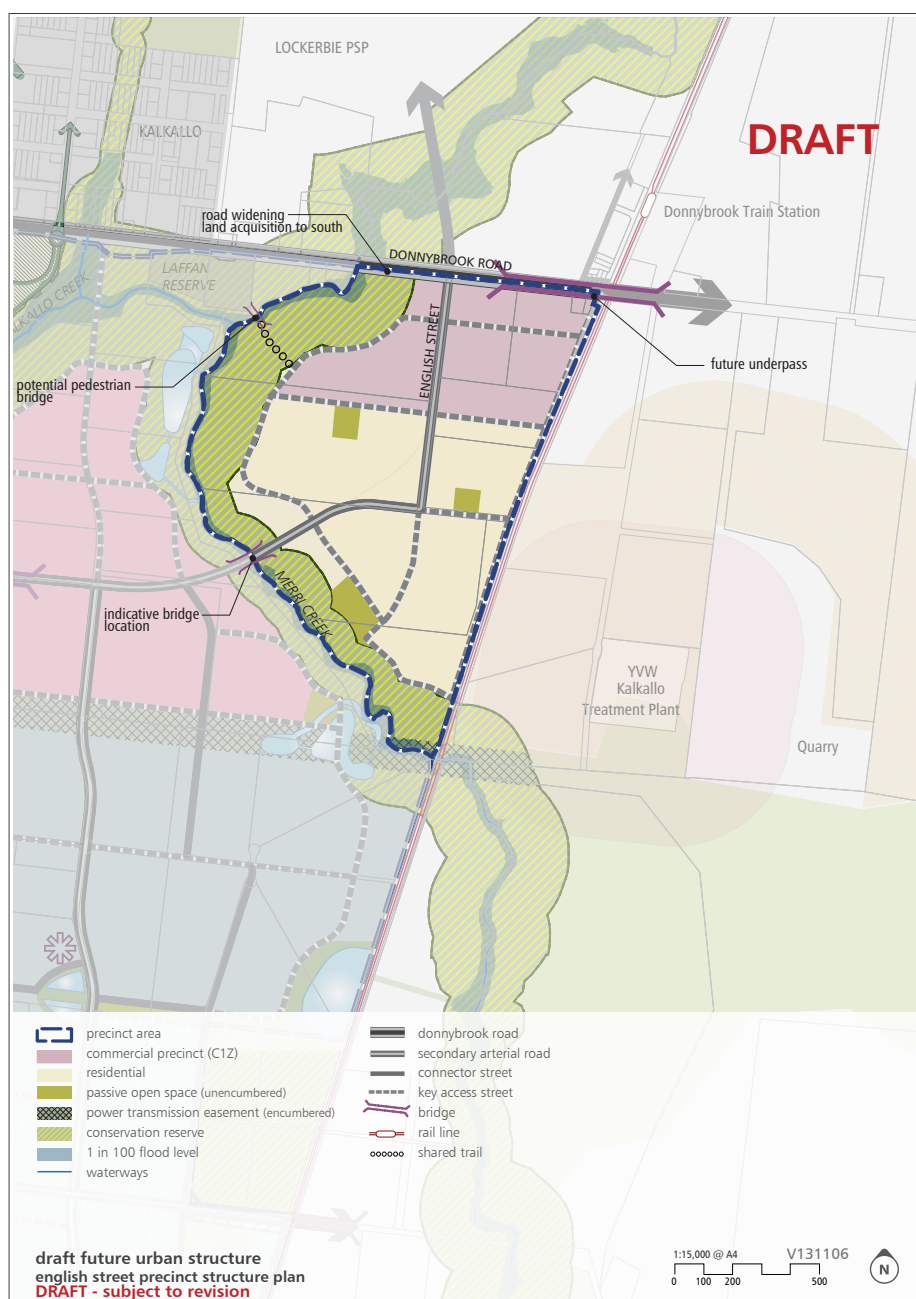 LOCKERBIE PSP
KALKALLO
DRAFT
road widening
land acquisition to south
Donnybrook Train Station
DONNYBROOK ROAD
LAFFAN
RESERVE
KALKALLO CREEK
ENGLISH STREET
future underpass
potential pedestrian
bridge
MERRI CREEK
indicative bridge
location
YVW
Kalkallo
Treatment Plant
Quarry
precinct area
commercial precinct (C1Z)
residential
passive open space (unencumbered)
power transmission easement (encumbered)
conservation reserve
1 in 100 flood level
waterways
donnybrook road
secondary arterial road
connector street
key access street
bridge
rail line
shared trail
draft future urban structure
english street precinct structure plan
DRAFT - subject to revision
1:15,000 @ A4
V131106
0 100 200 500
N